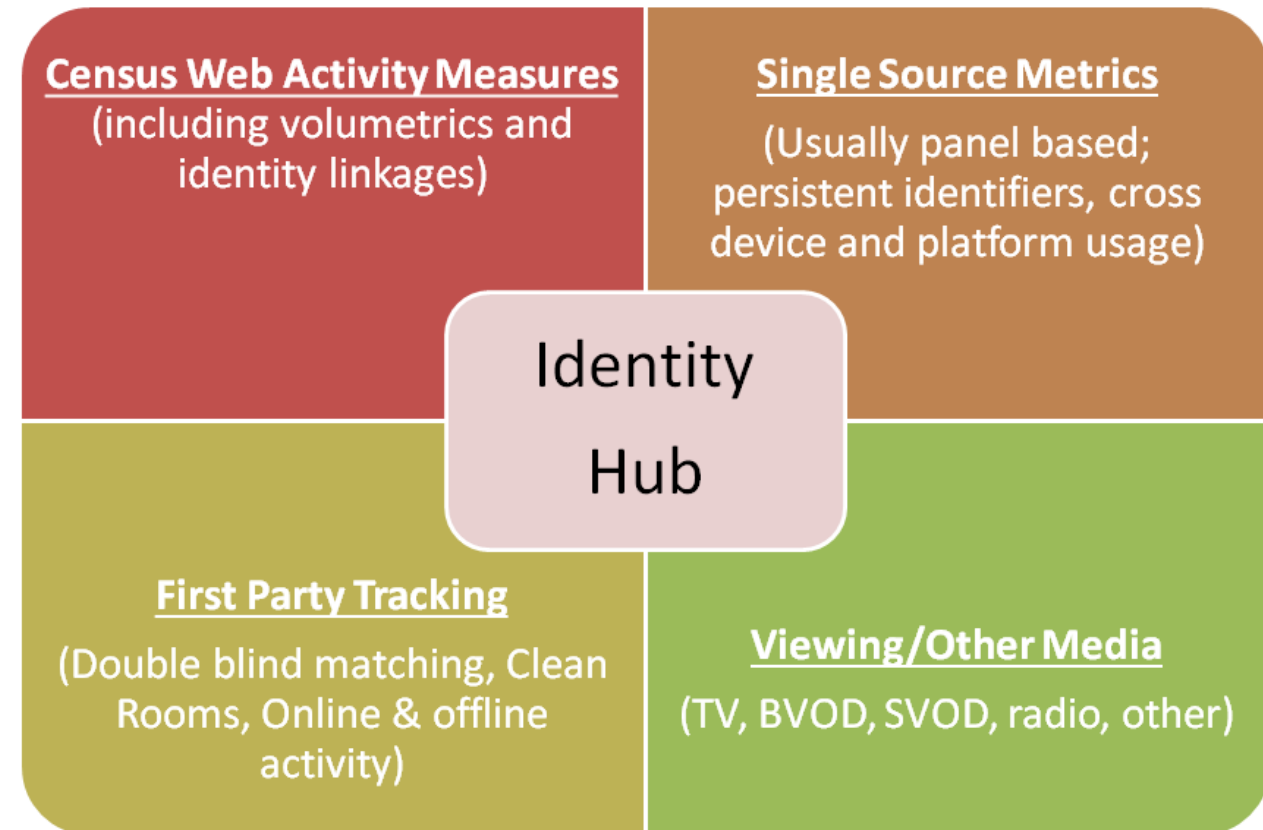 Census Web Activity Measures
(including volumetrics and
identity linkages)
Single Source Metrics
(Usually panel based;
persistent identifiers, cross
device and platform usage)
Identity
Hub
First Party Tracking
(Double blind matching, Clean
Rooms, Online & offline
activity)
Viewing/Other Media
(TV, BVOD, SVOD, radio, other)